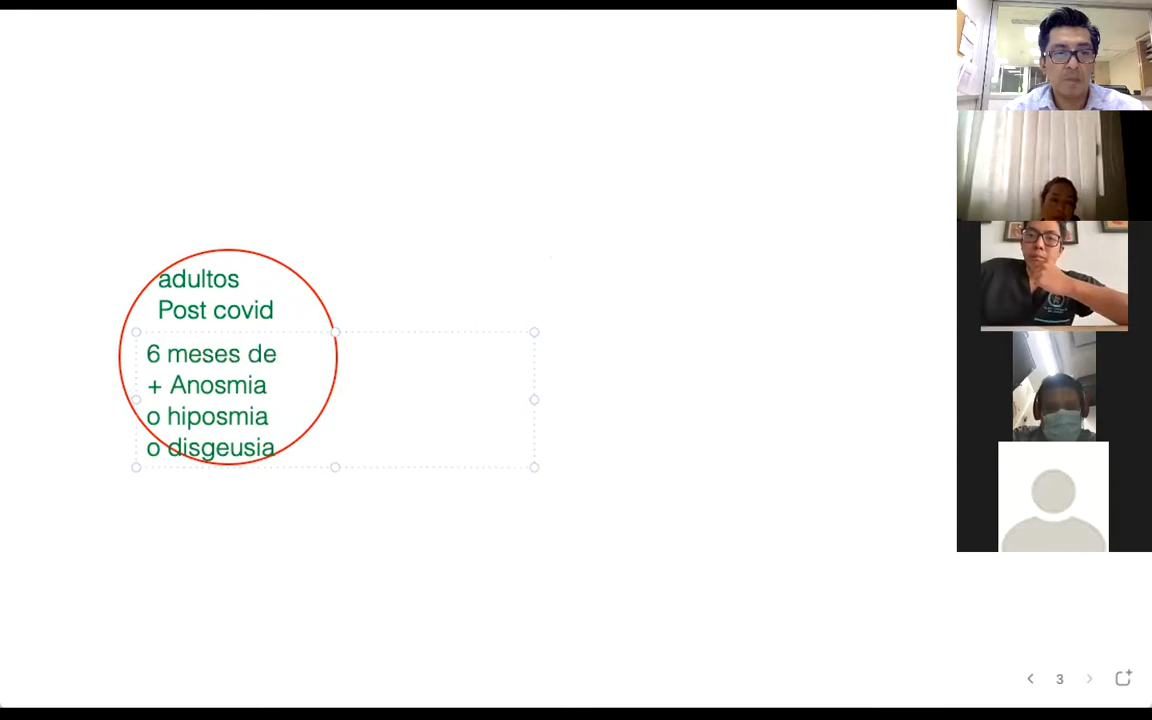 adultos
Post covid
6 meses de
+ Anosmia
o hiposmia
o disgeusia
3